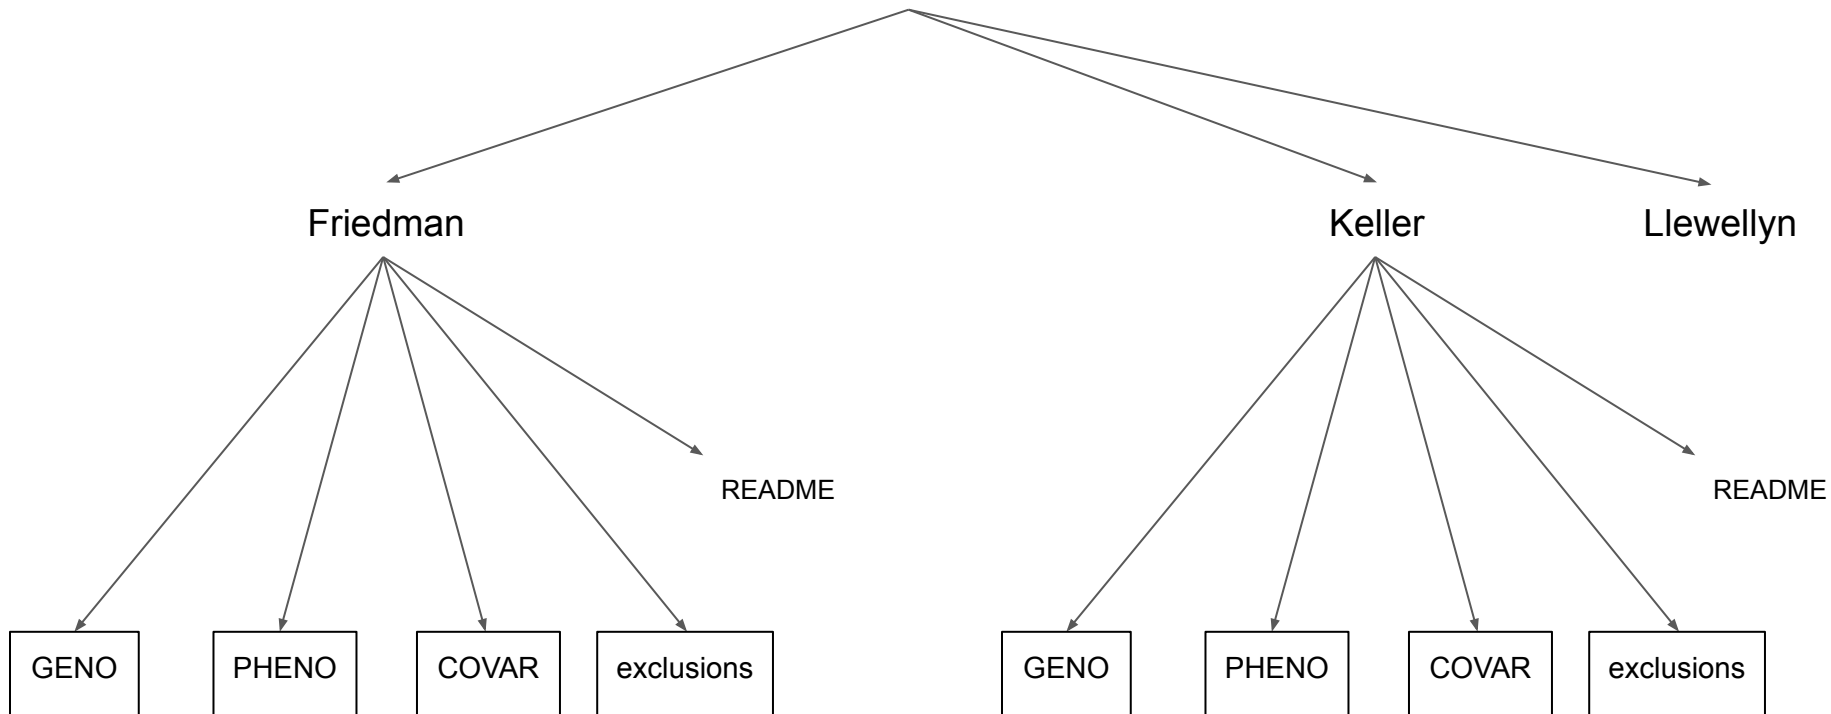 Friedman
Keller
Llewellyn
README
README
GENO
PHENO
COVAR
exclusions
GENO
PHENO
COVAR
exclusions